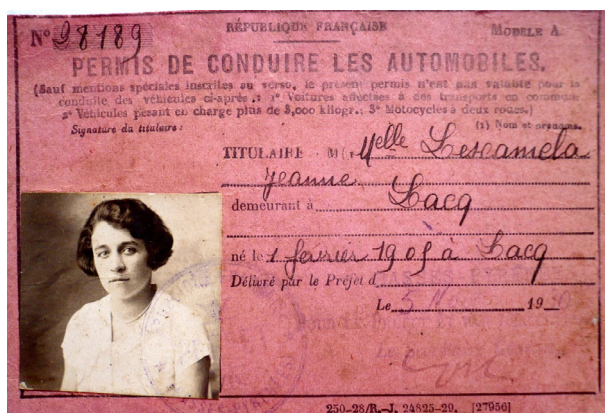 N° 98189
RÉPUBLIQUE FRANÇAISE
MODÈLE A
PERMIS DE CONDUIRE LES AUTOMOBILES.
(Sauf mentions spéciales inscrites au verso, le présent permis n'est pas valable pour la
conduite des véhicules ci-après : 1° Voitures affectées à des transports en commun
2° Véhicules pesant en charge plus de 3,000 kilogr.; 3° Motocycles à deux roues.)
Signature du titulaire :
(1) Nom et prénoms.
TITULAIRE M(1) Melle Lescamela
Jeanne
demeurant à Lacq
né le 1 février 1905 à Lacq
Délivré par le Préfet d
Le 5 19 0
250-28/R.-J. 24825-29. [27950]